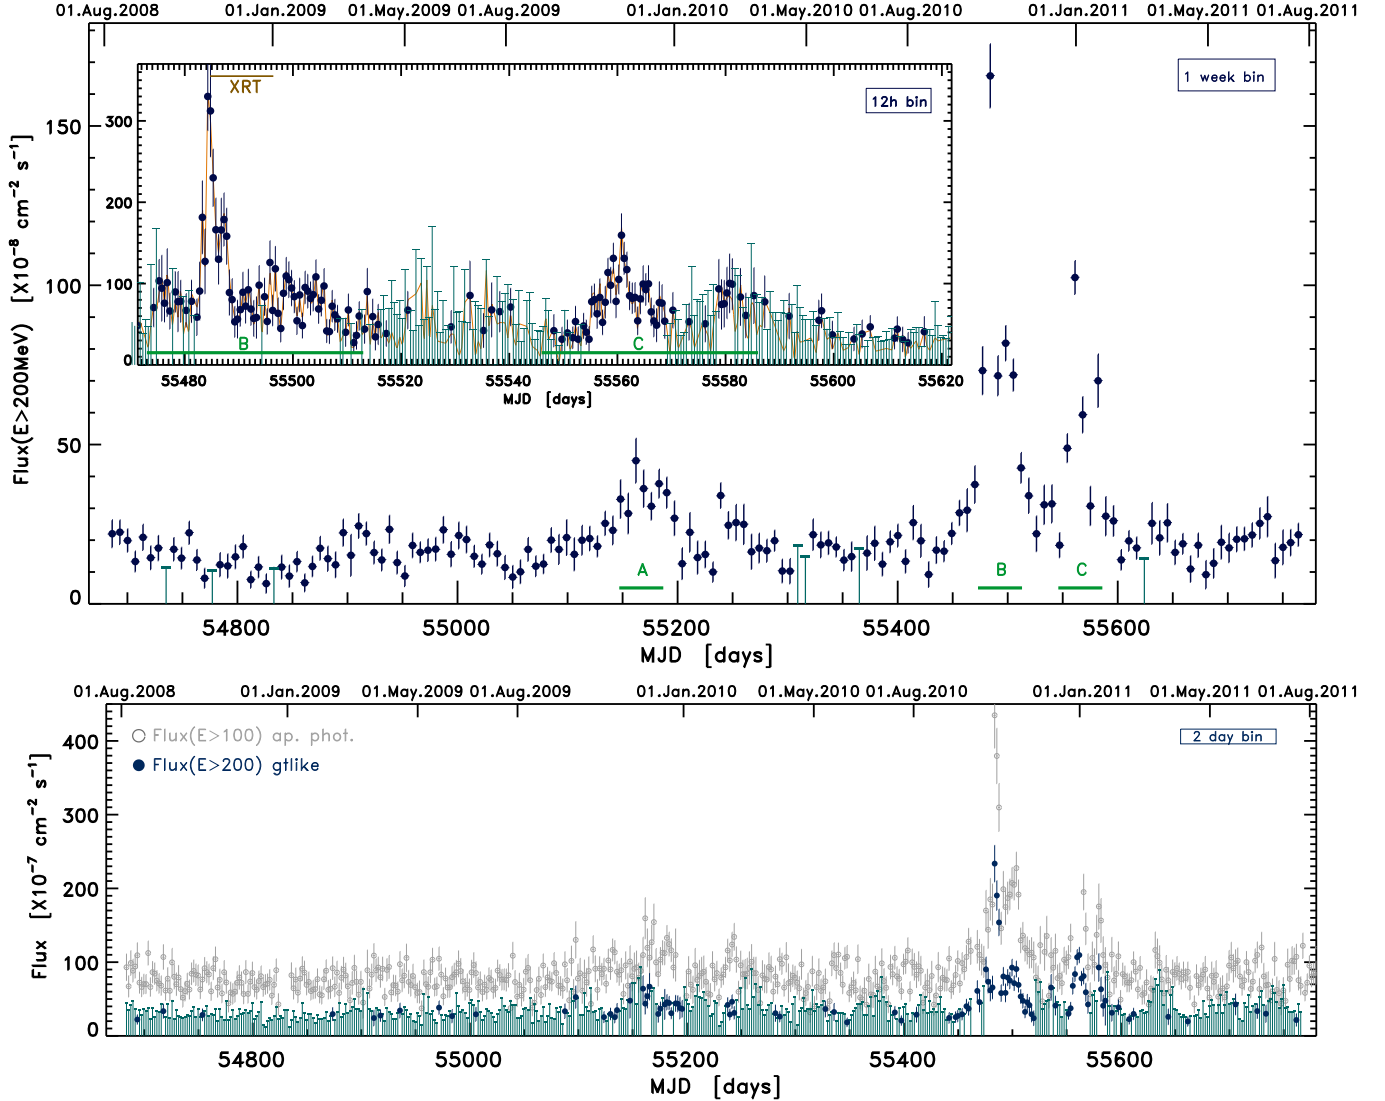 01.Aug.2008 01.Jan.2009 01.May.2009 01.Aug.2009 01.Jan.2010 01.May.2010 01.Aug.2010 01.Jan.2011 01.May.2011 01.Aug.2011
Flux(E>200MeV) [X10⁻⁸ cm⁻² s⁻¹]
1 week bin
150
100
50
0
XRT
12h bin
300
200
100
0
B C
55480 55500 55520 55540 55560 55580 55600 55620
MJD [days]
A B C
54800 55000 55200 55400 55600
MJD [days]
01.Aug.2008 01.Jan.2009 01.May.2009 01.Aug.2009 01.Jan.2010 01.May.2010 01.Aug.2010 01.Jan.2011 01.May.2011 01.Aug.2011
Flux [X10⁻⁷ cm⁻² s⁻¹]
Flux(E>100) ap. phot.
Flux(E>200) gtlike
2 day bin
400
300
200
100
0
54800 55000 55200 55400 55600
MJD [days]